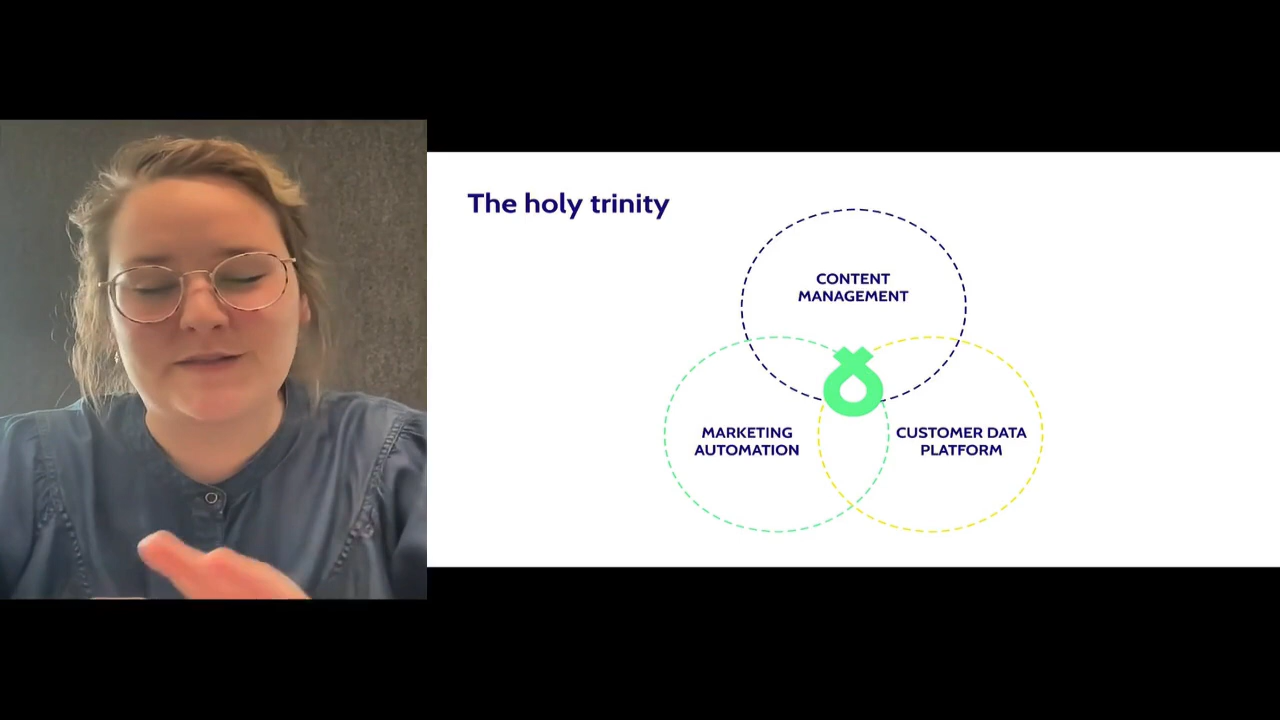 The holy trinity
CONTENT
MANAGEMENT
MARKETING
AUTOMATION
CUSTOMER DATA
PLATFORM